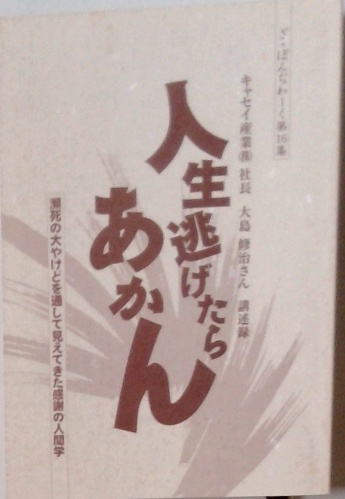 ざ・ばんぶわーく第16集
キャセイ産業㈱ 社長 大島 修治さん 講述録
人生逃げたら
あかん
瀕死の大やけどを通して見えてきた感謝の人間学